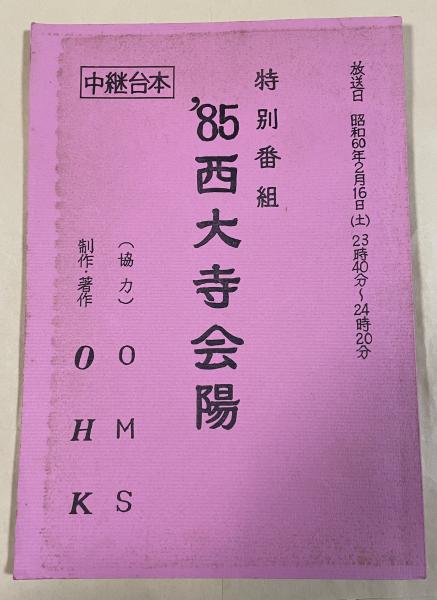 放送日 昭和60年2月16日(土) 23時40分～24時20分
特別番組
'85西大寺会陽
中継台本
(協力) OMS
制作・著作 OHK